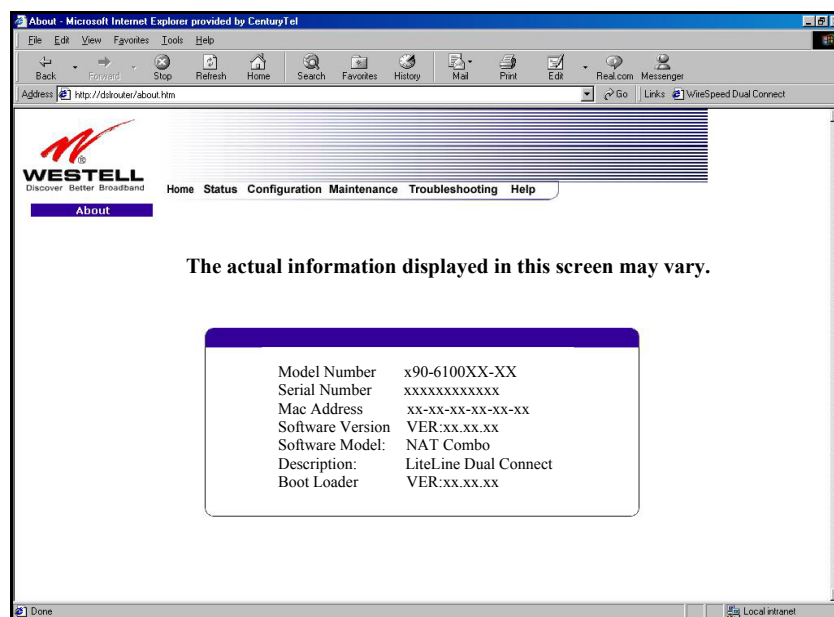 About - Microsoft Internet Explorer provided by CenturyTel
File Edit View Favorites Tools Help
Back Forward Stop Refresh Home Search Favorites History Mail Print Edit Real.com Messenger
Address http://dslrouter/about.htm Go Links WireSpeed Dual Connect
WESTELL
Discover Better Broadband
Home Status Configuration Maintenance Troubleshooting Help
About
The actual information displayed in this screen may vary.
Model Number x90-6100XX-XX
Serial Number xxxxxxxxxxxx
Mac Address xx-xx-xx-xx-xx-xx
Software Version VER:xx.xx.xx
Software Model: NAT Combo
Description: LiteLine Dual Connect
Boot Loader VER:xx.xx.xx
Done Local intranet